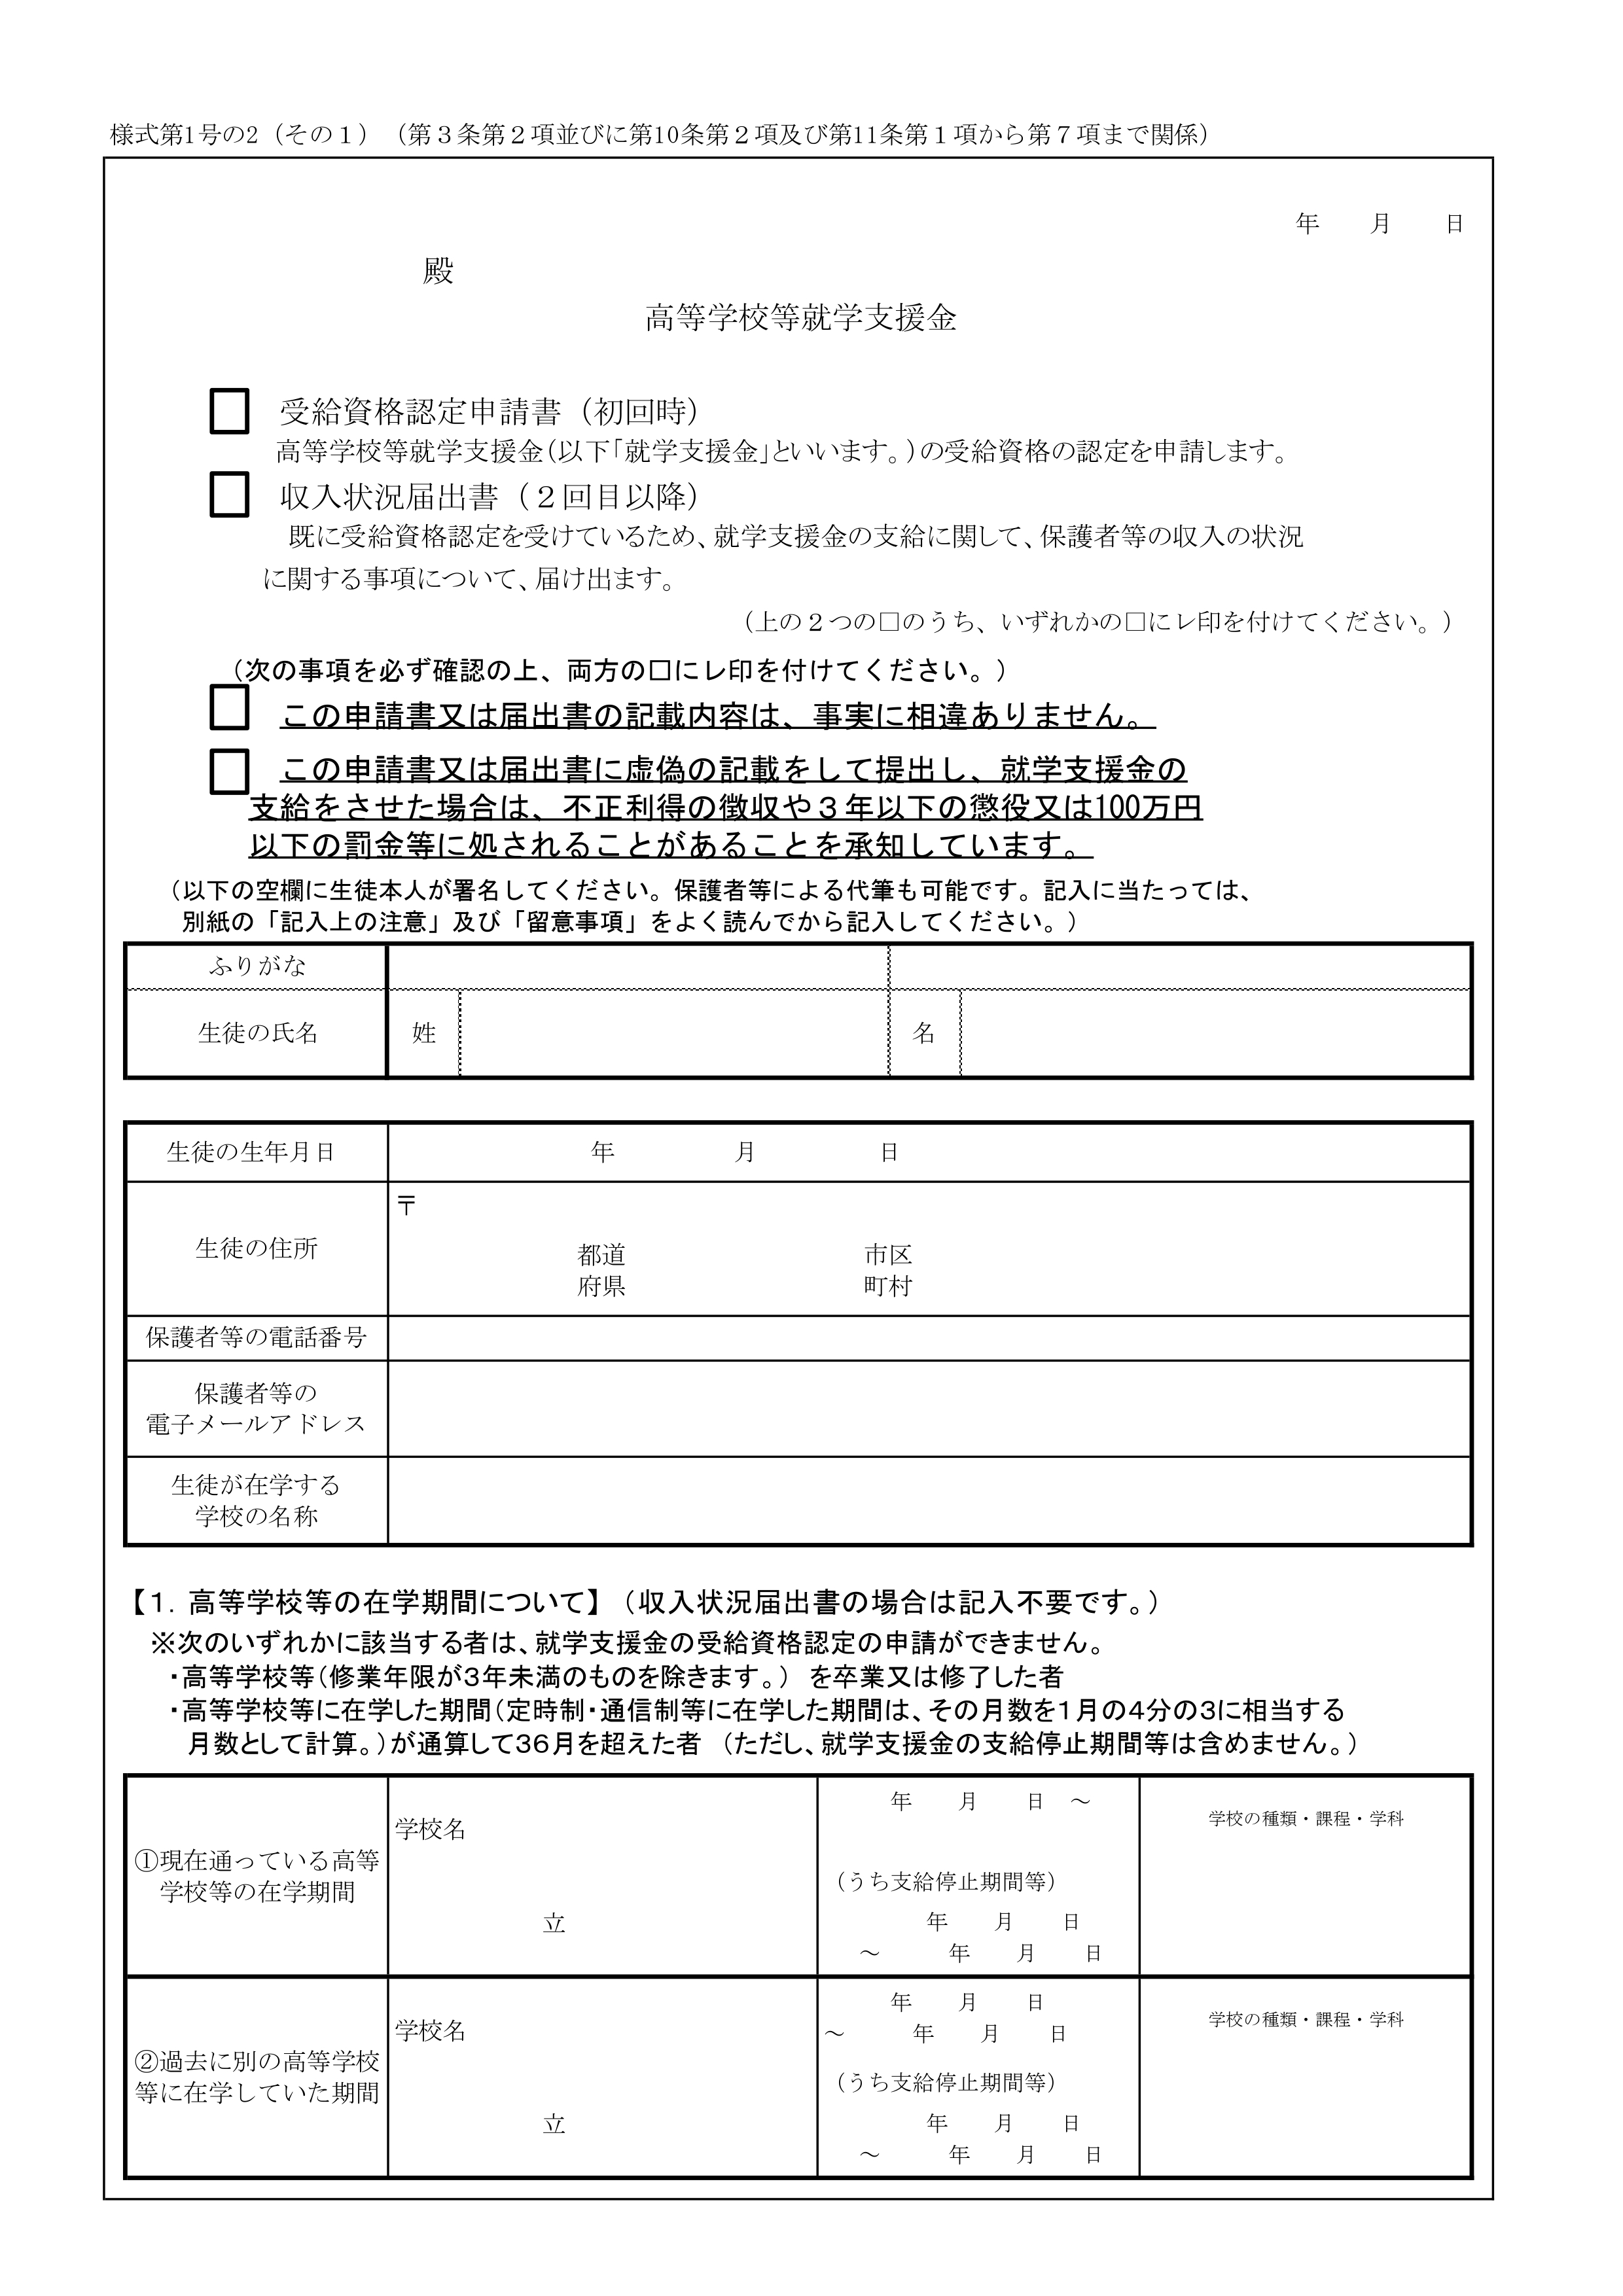 様式第1号の2（その１）（第３条第２項並びに第10条第２項及び第11条第１項から第７項まで関係）
年　　月　　日
殿
高等学校等就学支援金
□ 受給資格認定申請書（初回時）
高等学校等就学支援金（以下「就学支援金」といいます。）の受給資格の認定を申請します。
□ 収入状況届出書（２回目以降）
既に受給資格認定を受けているため、就学支援金の支給に関して、保護者等の収入の状況
に関する事項について、届け出ます。
（上の２つの□のうち、いずれかの□にレ印を付けてください。）
（次の事項を必ず確認の上、両方の口にレ印を付けてください。）
□ この申請書又は届出書の記載内容は、事実に相違ありません。
□ この申請書又は届出書に虚偽の記載をして提出し、就学支援金の
支給をさせた場合は、不正利得の徴収や３年以下の懲役又は100万円
以下の罰金等に処されることがあることを承知しています。
（以下の空欄に生徒本人が署名してください。保護者等による代筆も可能です。記入に当たっては、
別紙の「記入上の注意」及び「留意事項」をよく読んでから記入してください。）
ふりがな
生徒の氏名　姓　名
生徒の生年月日　年　月　日
〒
生徒の住所
都道　市区
府県　町村
保護者等の電話番号
保護者等の
電子メールアドレス
生徒が在学する
学校の名称
【１．高等学校等の在学期間について】（収入状況届出書の場合は記入不要です。）
※次のいずれかに該当する者は、就学支援金の受給資格認定の申請ができません。
・高等学校等（修業年限が3年未満のものを除きます。）を卒業又は修了した者
・高等学校等に在学した期間（定時制・通信制等に在学した期間は、その月数を１月の4分の3に相当する
月数として計算。）が通算して36月を超えた者（ただし、就学支援金の支給停止期間等は含めません。）
①現在通っている高等
学校等の在学期間
学校名
立
年　月　日　～
（うち支給停止期間等）
年　月　日
～　年　月　日
学校の種類・課程・学科
②過去に別の高等学校
等に在学していた期間
学校名
立
年　月　日
～　年　月　日
（うち支給停止期間等）
年　月　日
～　年　月　日
学校の種類・課程・学科